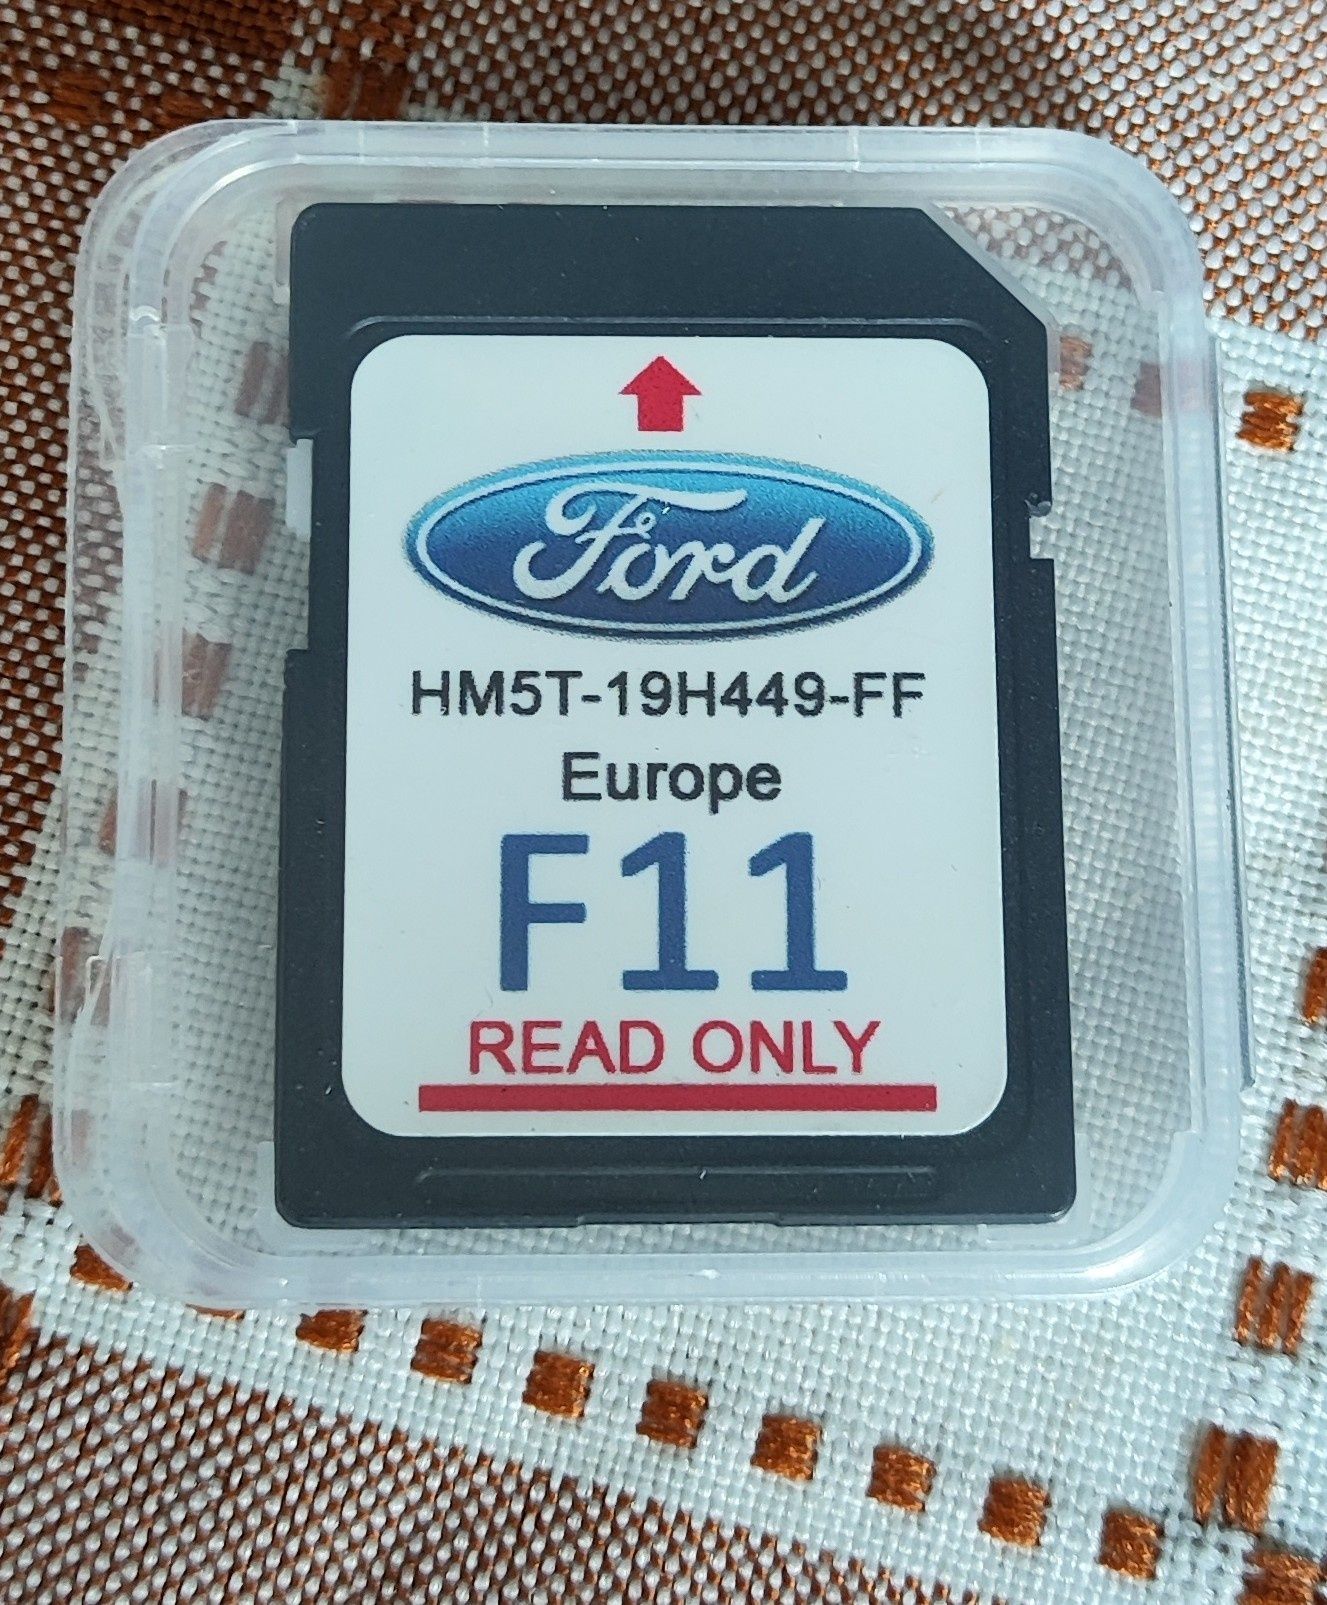 Ford
HM5T-19H449-FF
Europe
F11
READ ONLY